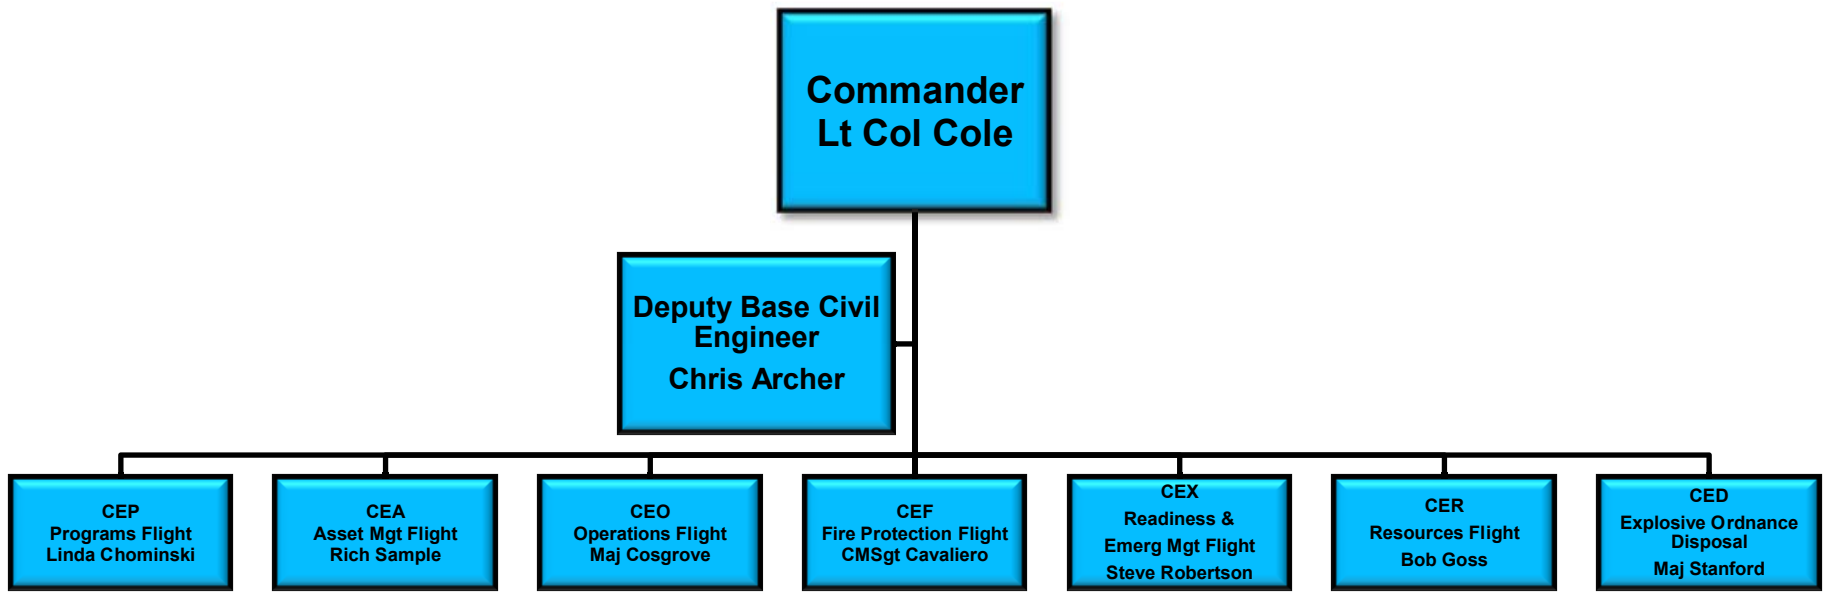 Commander
Lt Col Cole
Deputy Base Civil
Engineer
Chris Archer
CEP
Programs Flight
Linda Chominski
CEA
Asset Mgt Flight
Rich Sample
CEO
Operations Flight
Maj Cosgrove
CEF
Fire Protection Flight
CMSgt Cavaliero
CEX
Readiness &
Emerg Mgt Flight
Steve Robertson
CER
Resources Flight
Bob Goss
CED
Explosive Ordnance
Disposal
Maj Stanford